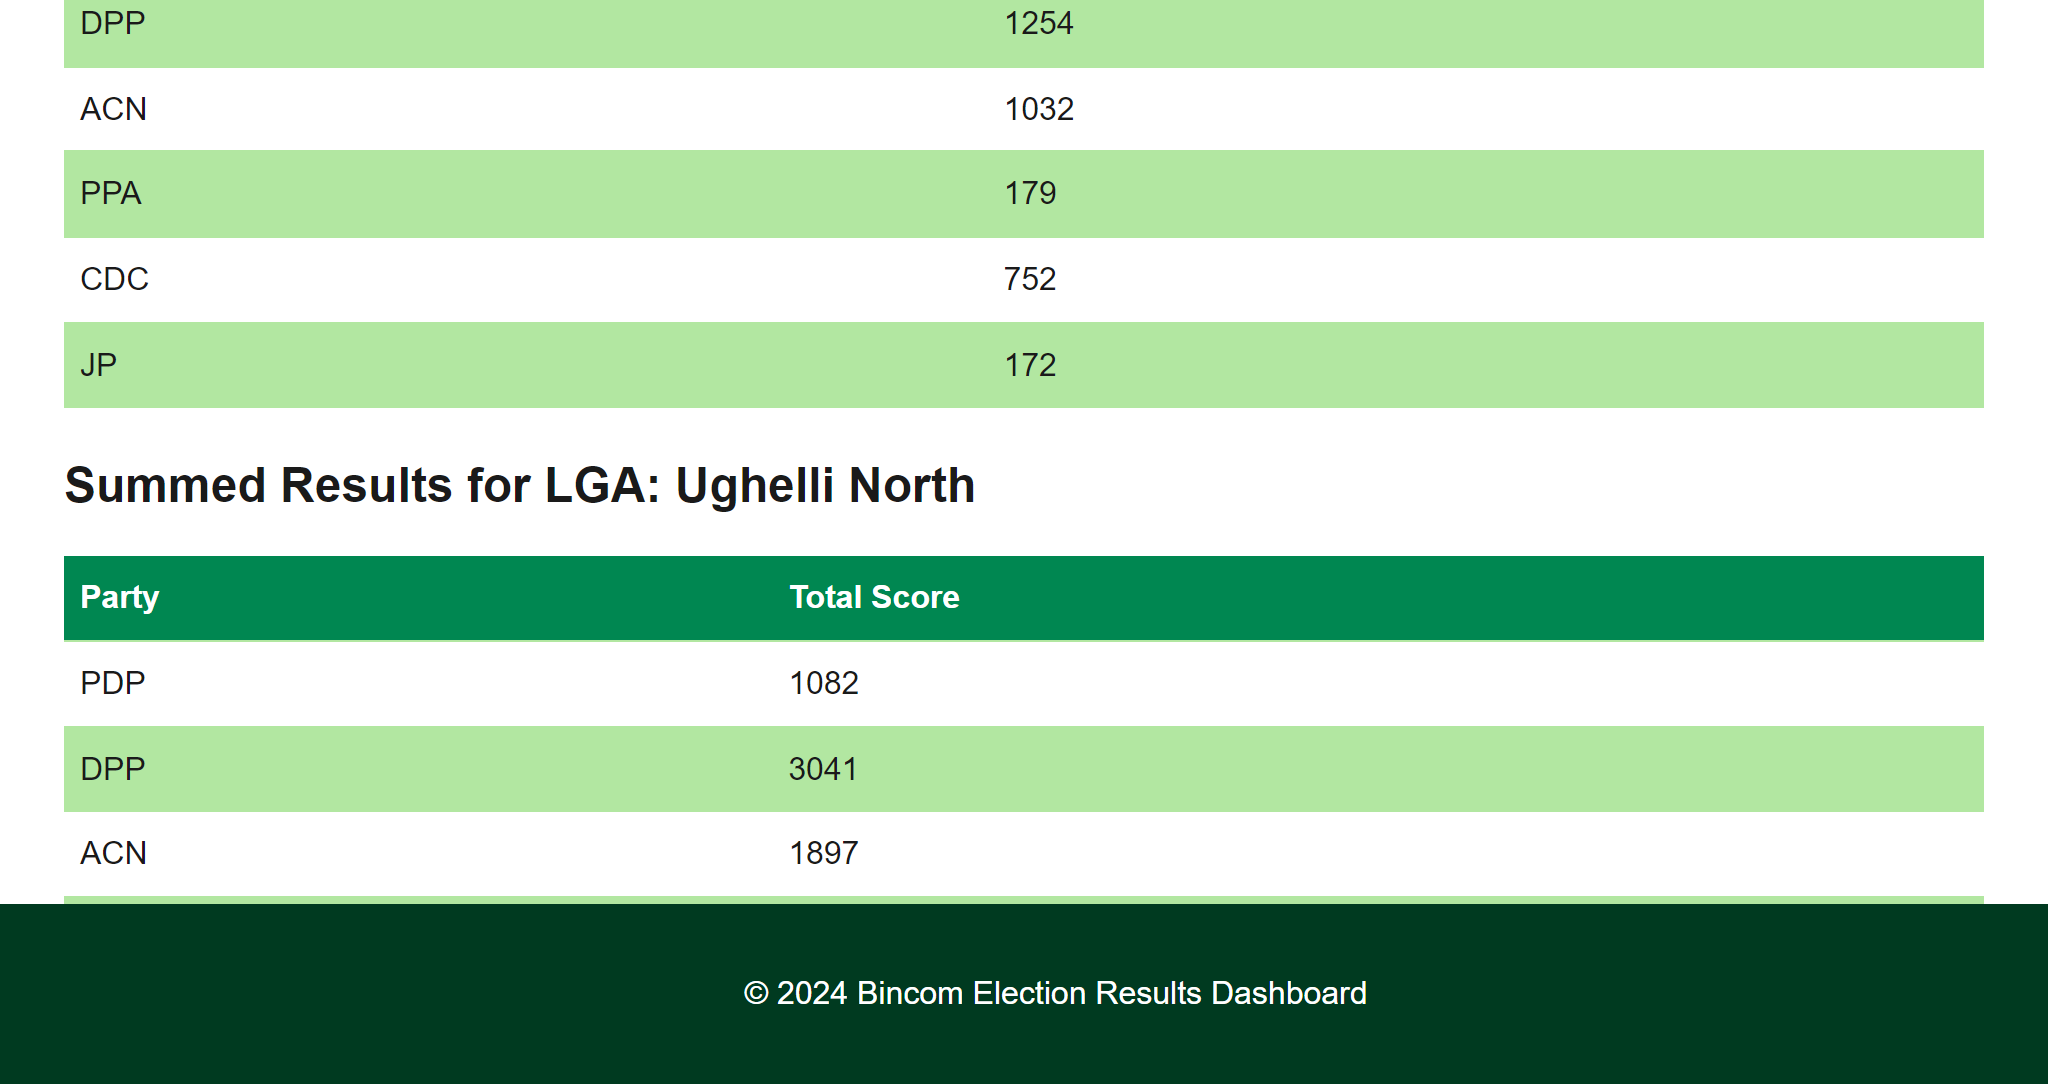 DPP 1254
ACN 1032
PPA 179
CDC 752
JP 172
Summed Results for LGA: Ughelli North
Party Total Score
PDP 1082
DPP 3041
ACN 1897
© 2024 Bincom Election Results Dashboard